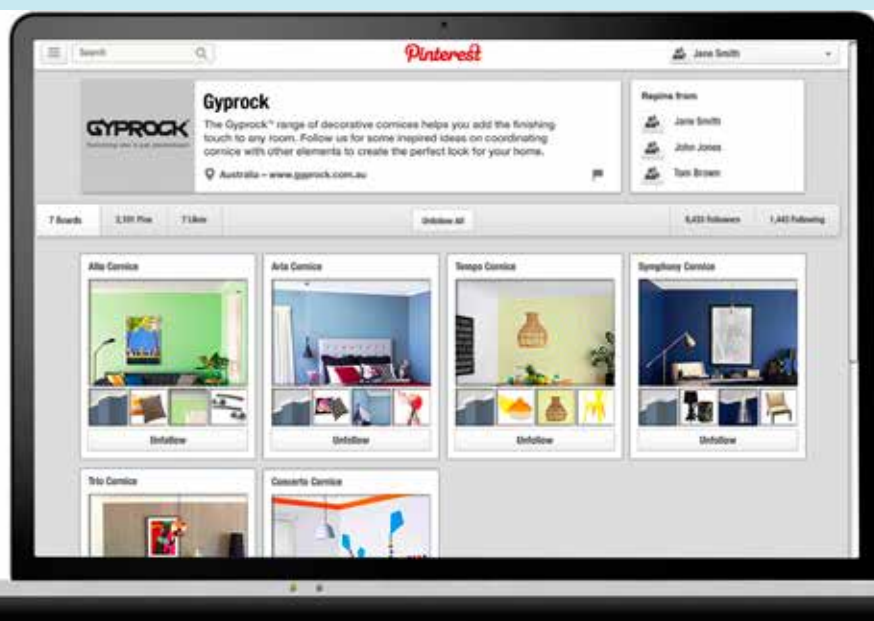 Search
Pinterest
Jane Smith
GYPROCK
Gyprock
The Gyprock™ range of decorative cornices helps you add the finishing
touch to any room. Follow us for some inspired ideas on coordinating
cornice with other elements to create the perfect look for your home.
Australia – www.gyprock.com.au
Repins from
Jane Smith
John Jones
Tom Brown
7 Boards
Pins
7 Likes
Unfollow All
Followers
Following
Alto Cornice
Aria Cornice
Tempo Cornice
Symphony Cornice
Unfollow
Unfollow
Unfollow
Unfollow
Trio Cornice
Concerto Cornice